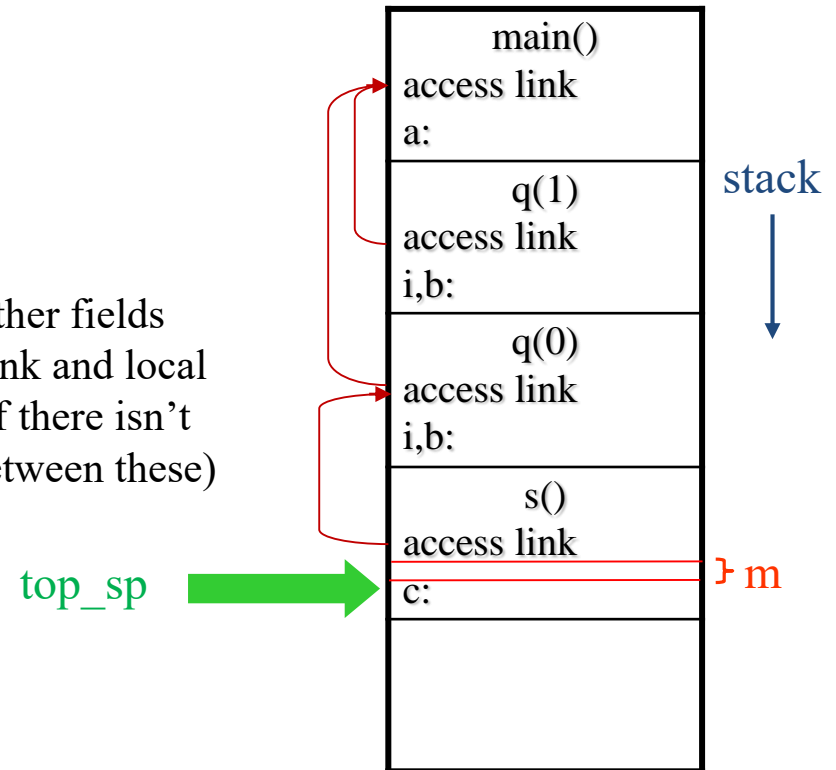 main()
access link
a:
stack
q(1)
access link
i,b:
ther fields
nk and local
f there isn’t
etween these)
q(0)
access link
i,b:
s()
access link
m
top_sp
c: